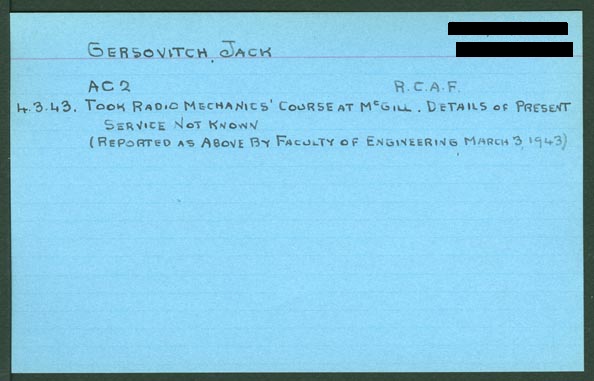 GERSOVITCH, JACK
AC2 R.C.A.F.
4.3.43. TOOK RADIO MECHANICS' COURSE AT McGILL. DETAILS OF PRESENT
SERVICE NOT KNOWN
(REPORTED AS ABOVE BY FACULTY OF ENGINEERING MARCH 3, 1943)